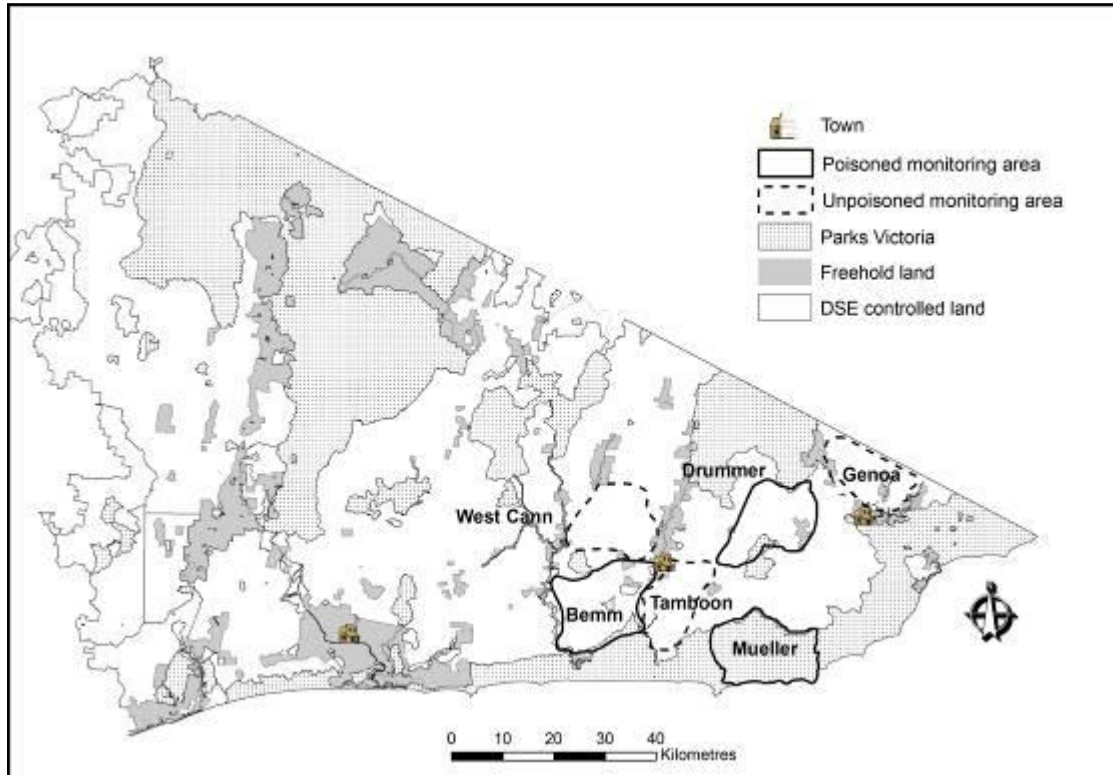 Town
Poisoned monitoring area
Unpoisoned monitoring area
Parks Victoria
Freehold land
DSE controlled land
Drummer
Genoa
West Cann
Bemm
Tamboon
Mueller
0 10 20 30 40
Kilometres